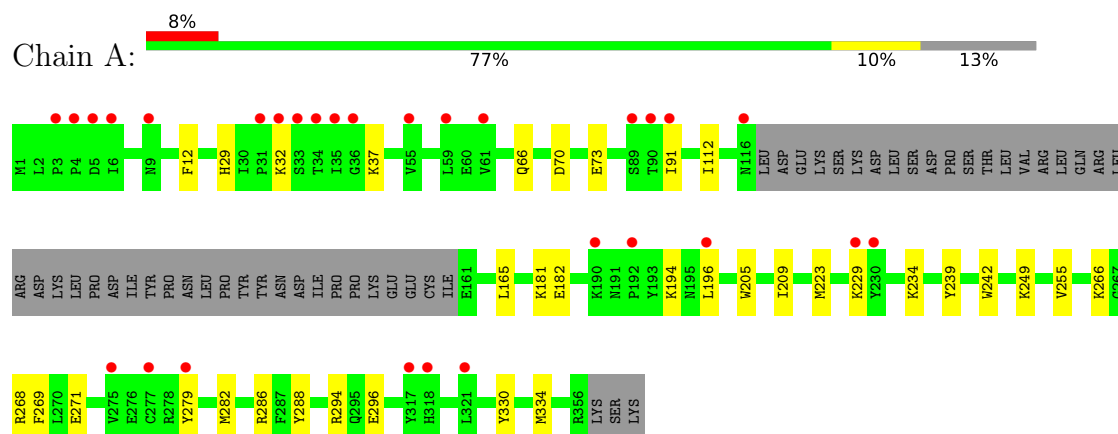 8%
Chain A:
77% 10% 13%
M1 L2 P3 P4 D5 I6 N9 F12 H29 I30 P31 K32 S33 T34 I35 G36 K37 V55 L59 E60 V61 Q66 D70 E73 S89 T90 I91 I112 N116 LEU ASP GLU LYS SER LYS ASP LEU SER ASP PRO SER THR LEU VAL ARG LEU GLN ARG LEU
ARG ASP LYS LEU PRO ASP ILE TYR PRO ASN LEU PRO TYR TYR ASN ASP ILE PRO PRO LYS GLU GLU CYS ILE E161 L165 K181 E182 K190 N191 P192 Y193 K194 N195 L196 W205 I209 M223 K229 Y230 K234 Y239 W242 K249 V255 K266 C267
R268 F269 L270 E271 V275 E276 C277 R278 Y279 M282 R286 F287 Y288 R294 Q295 E296 Y317 H318 L321 Y330 M334 R356 LYS SER LYS